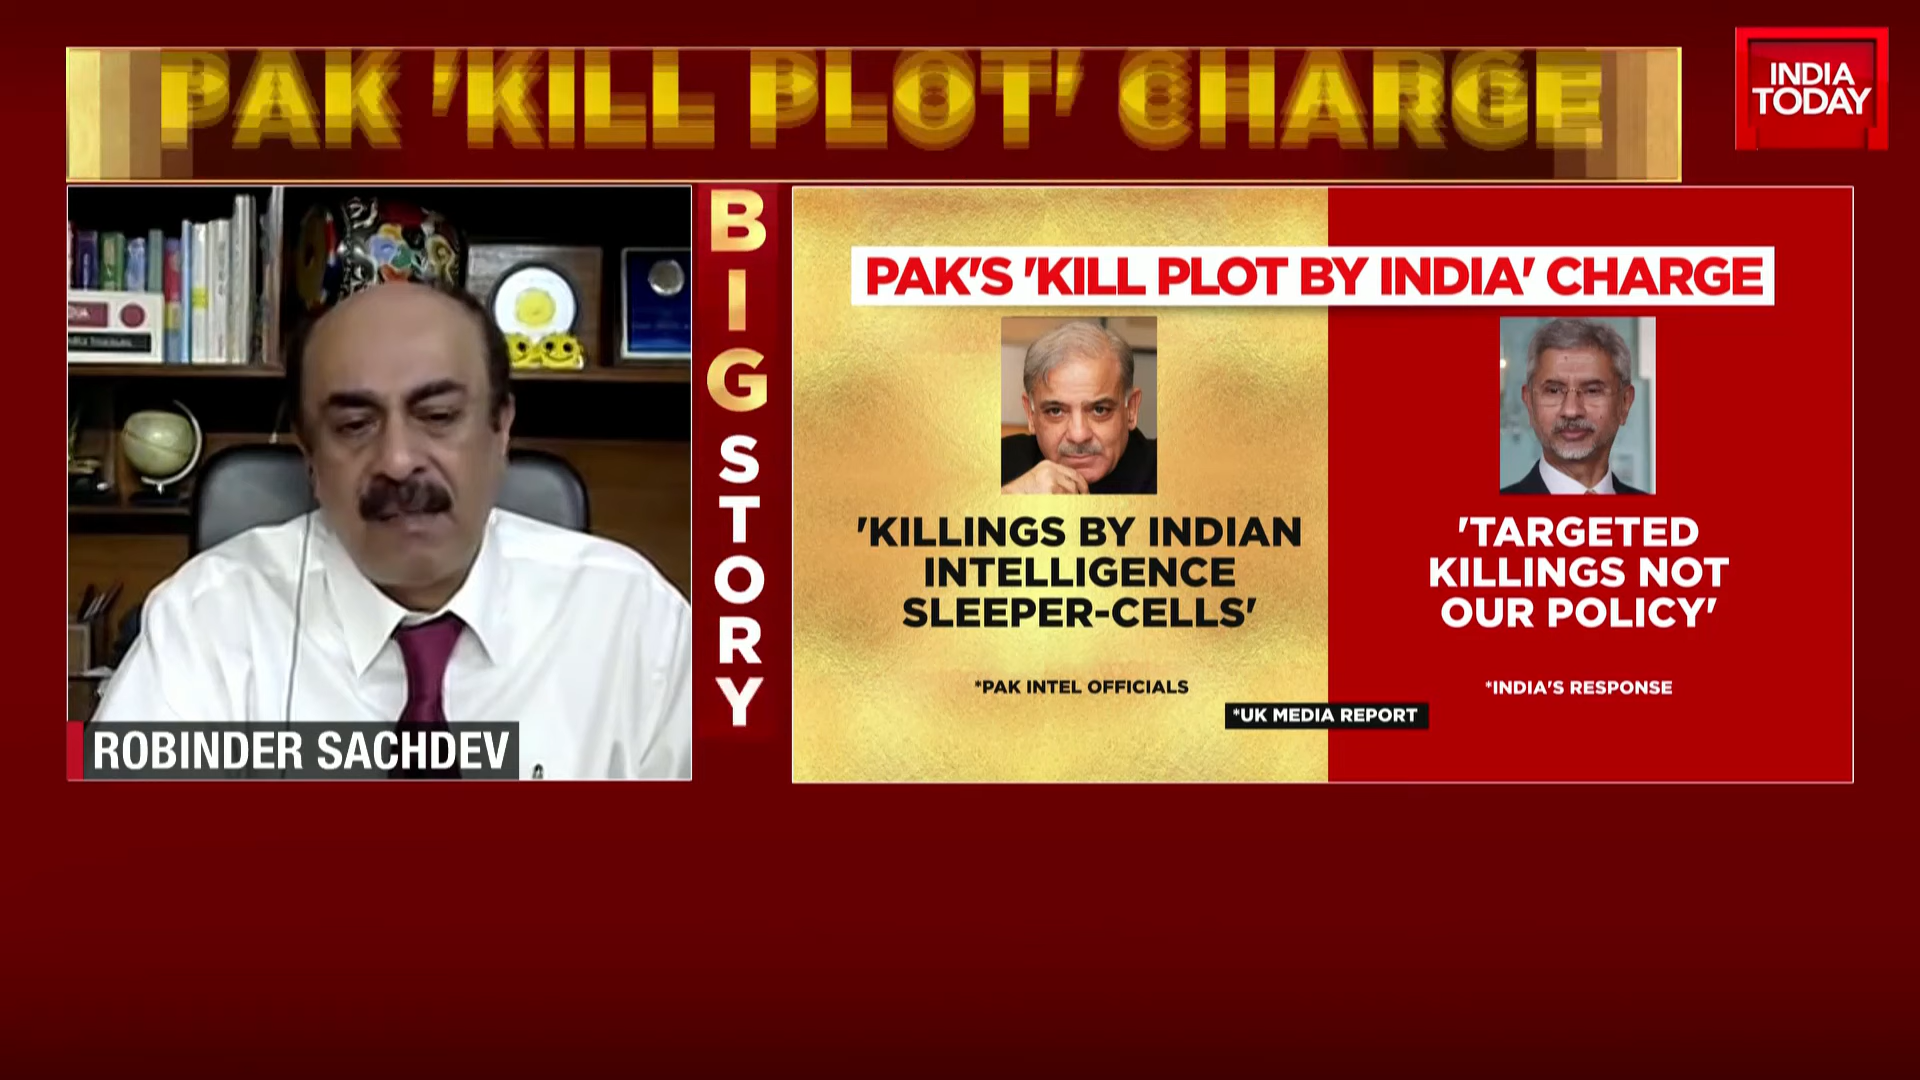 PAK 'KILL PLOT' CHARGE
INDIA
TODAY
BIG STORY
PAK'S 'KILL PLOT BY INDIA' CHARGE
'KILLINGS BY INDIAN
INTELLIGENCE
SLEEPER-CELLS'
*PAK INTEL OFFICIALS
'TARGETED
KILLINGS NOT
OUR POLICY'
*INDIA'S RESPONSE
*UK MEDIA REPORT
ROBINDER SACHDEV